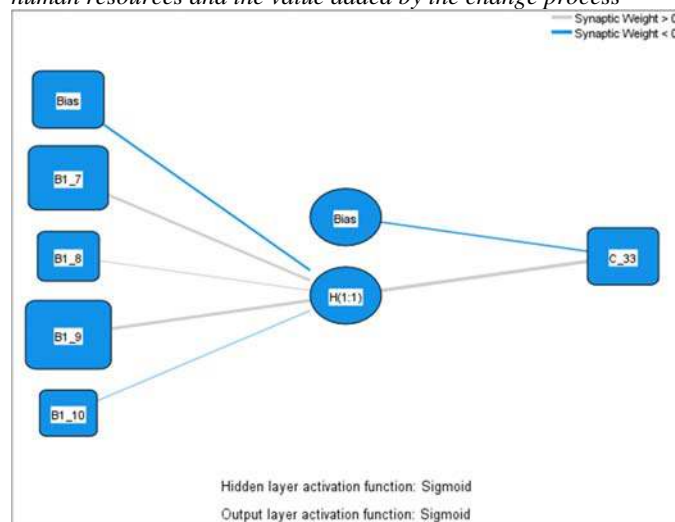 human resources and the value added by the change process
Synaptic Weight > 0
Synaptic Weight < 0
Bias
B1_7
B1_8
B1_9
B1_10
Bias
H(1:1)
C_33
Hidden layer activation function: Sigmoid
Output layer activation function: Sigmoid